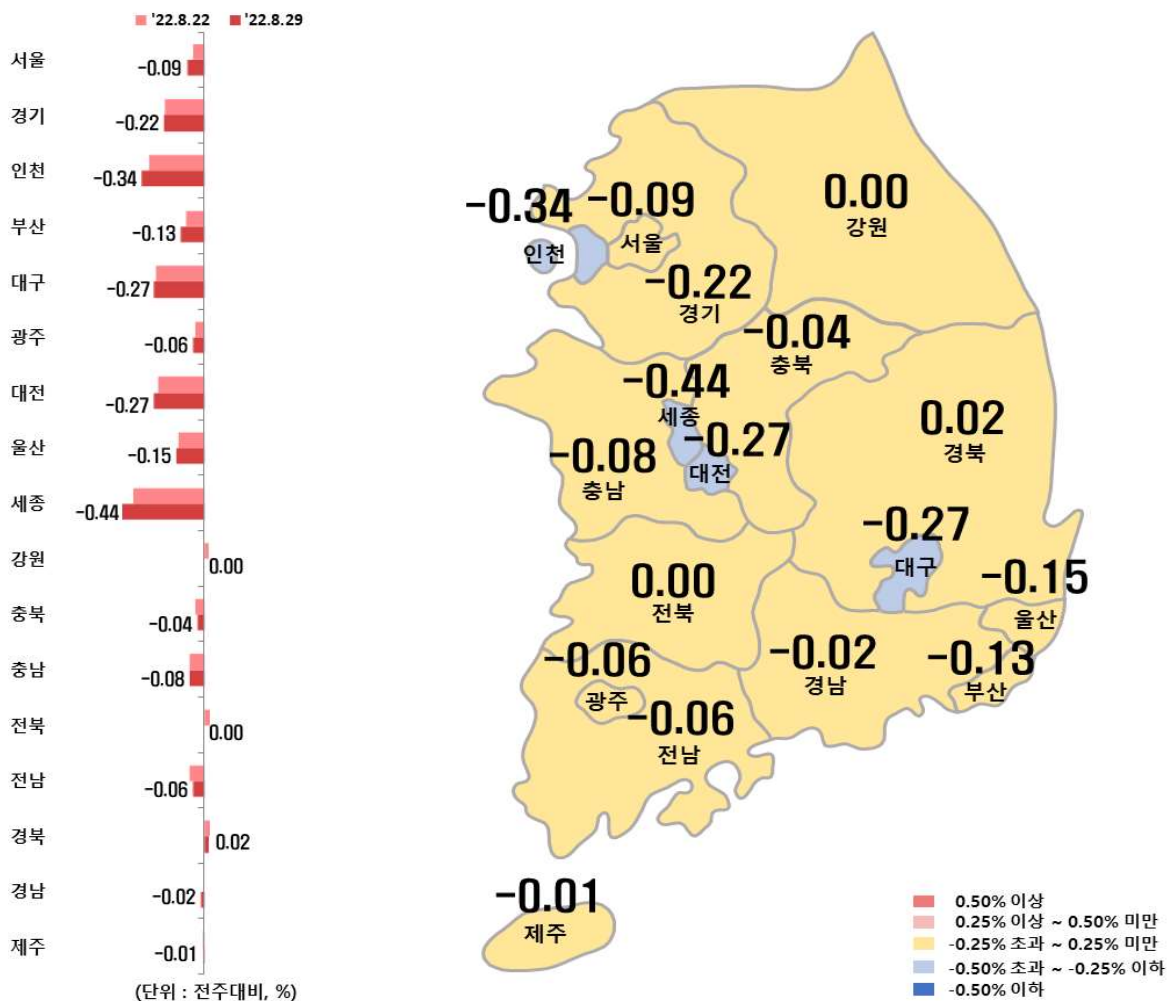 '22.8.22 '22.8.29
서울 -0.09
경기 -0.22
인천 -0.34
부산 -0.13
대구 -0.27
광주 -0.06
대전 -0.27
울산 -0.15
세종 -0.44
강원 0.00
충북 -0.04
충남 -0.08
전북 0.00
전남 -0.06
경북 0.02
경남 -0.02
제주 -0.01
(단위 : 전주대비, %)
0.00
강원
-0.34
인천
-0.09
서울
-0.22
경기
-0.04
충북
-0.44
세종
-0.27
대전
-0.08
충남
0.02
경북
-0.27
대구
-0.15
울산
0.00
전북
-0.02
경남
-0.13
부산
-0.06
광주
-0.06
전남
-0.01
제주
0.50% 이상
0.25% 이상 ~ 0.50% 미만
-0.25% 초과 ~ 0.25% 미만
-0.50% 초과 ~ -0.25% 이하
-0.50% 이하